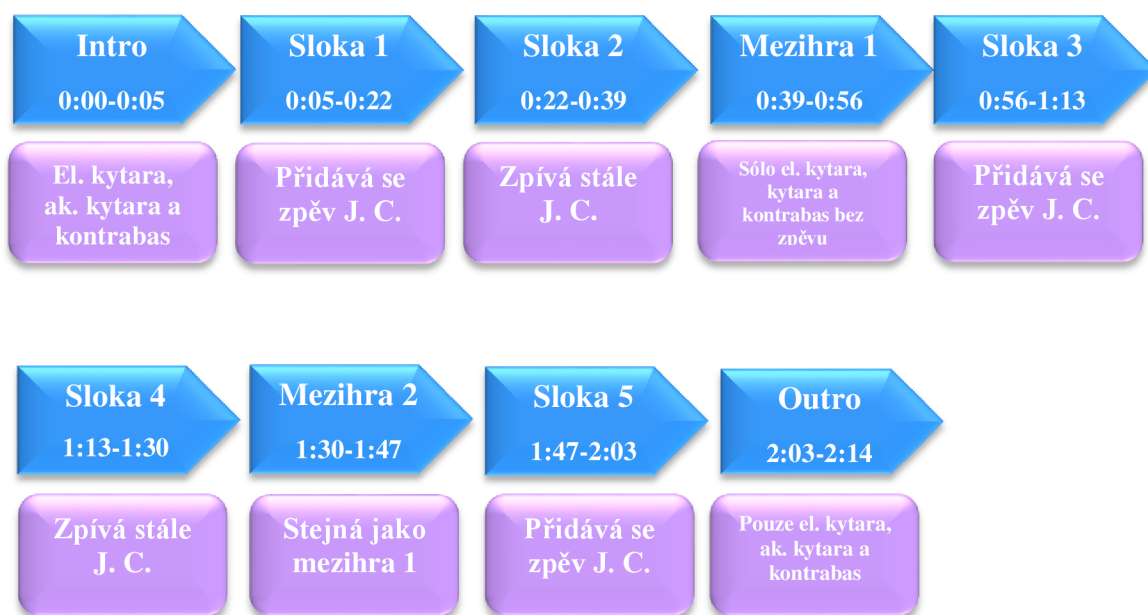 Intro
0:00-0:05
Sloka 1
0:05-0:22
Sloka 2
0:22-0:39
Mezihra 1
0:39-0:56
Sloka 3
0:56-1:13
El. kytara,
ak. kytara a
kontrabas
Přidává se
zpěv J. C.
Zpívá stále
J. C.
Sólo el. kytara,
kytara a
kontrabas bez
zpěvu
Přidává se
zpěv J. C.
Sloka 4
1:13-1:30
Mezihra 2
1:30-1:47
Sloka 5
1:47-2:03
Outro
2:03-2:14
Zpívá stále
J. C.
Stejná jako
mezihra 1
Přidává se
zpěv J. C.
Pouze el. kytara,
ak. kytara a
kontrabas